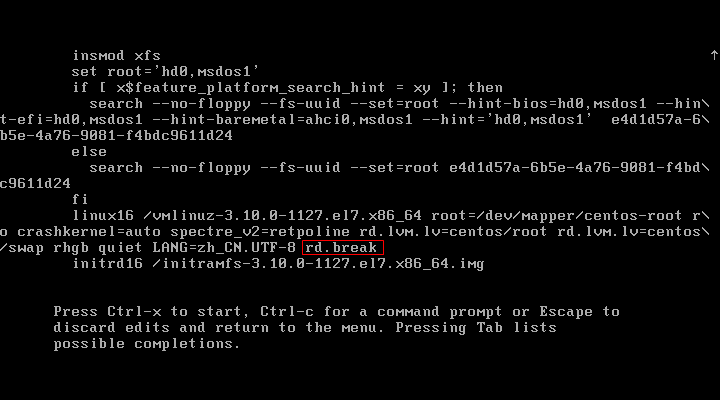 insmod xfs
set root='hd0,msdos1'
if [ x$feature_platform_search_hint = xy ]; then
search --no-floppy --fs-uuid --set=root --hint-bios=hd0,msdos1 --hin\
t-efi=hd0,msdos1 --hint-baremetal=ahci0,msdos1 --hint='hd0,msdos1'  e4d1d57a-6\
b5e-4a76-9081-f4bdc9611d24
else
search --no-floppy --fs-uuid --set=root e4d1d57a-6b5e-4a76-9081-f4bd\
c9611d24
fi
linux16 /vmlinuz-3.10.0-1127.el7.x86_64 root=/dev/mapper/centos-root r\
o crashkernel=auto spectre_v2=retpoline rd.lvm.lv=centos/root rd.lvm.lv=centos\
/swap rhgb quiet LANG=zh_CN.UTF-8 rd.break
initrd16 /initramfs-3.10.0-1127.el7.x86_64.img
Press Ctrl-x to start, Ctrl-c for a command prompt or Escape to
discard edits and return to the menu. Pressing Tab lists
possible completions.